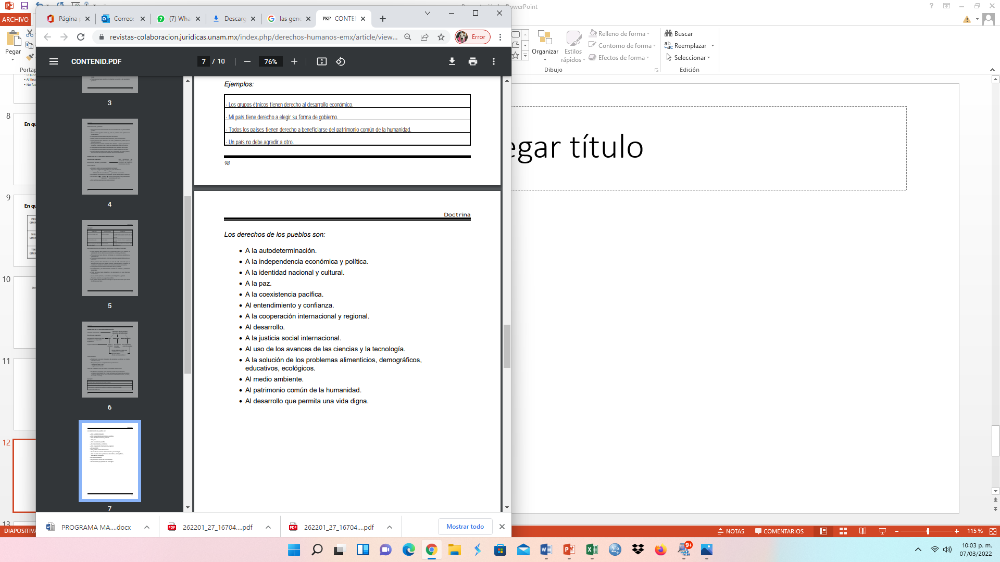 PowerPoint
ARCHIVO
Página
Correo:
(7) Wha
Descarg
las gene
PKP CONTE
revistas-colaboracion.juridicas.unam.mx/index.php/derechos-humanos-emx/article/view...
Error
Pegar
CONTENID.PDF
7 / 10
76%
Relleno de forma
Contorno de forma
Efectos de forma
Organizar
Estilos
rápidos
Dibujo
Buscar
Reemplazar
Seleccionar
Edición
Al fina
8
En qu
9
En qu
10
11
12
13
3
4
5
6
7
Ejemplos:
- Los grupos étnicos tienen derecho al desarrollo económico.
- Mi país tiene derecho a elegir su forma de gobierno.
- Todos los países tienen derecho a beneficiarse del patrimonio común de la humanidad.
- Un país no debe agredir a otro.
98
egar título
Doctrina
Los derechos de los pueblos son:
• A la autodeterminación.
• A la independencia económica y política.
• A la identidad nacional y cultural.
• A la paz.
• A la coexistencia pacífica.
• Al entendimiento y confianza.
• A la cooperación internacional y regional.
• Al desarrollo.
• A la justicia social internacional.
• Al uso de los avances de las ciencias y la tecnología.
• A la solución de los problemas alimenticios, demográficos,
educativos, ecológicos.
• Al medio ambiente.
• Al patrimonio común de la humanidad.
• Al desarrollo que permita una vida digna.
PROGRAMA MA....docx
262201_27_16704....pdf
262201_27_16704....pdf
Mostrar todo
DIAPOSITIVA
NOTAS
COMENTARIOS
115 %
9+
10:03 p. m.
07/03/2022